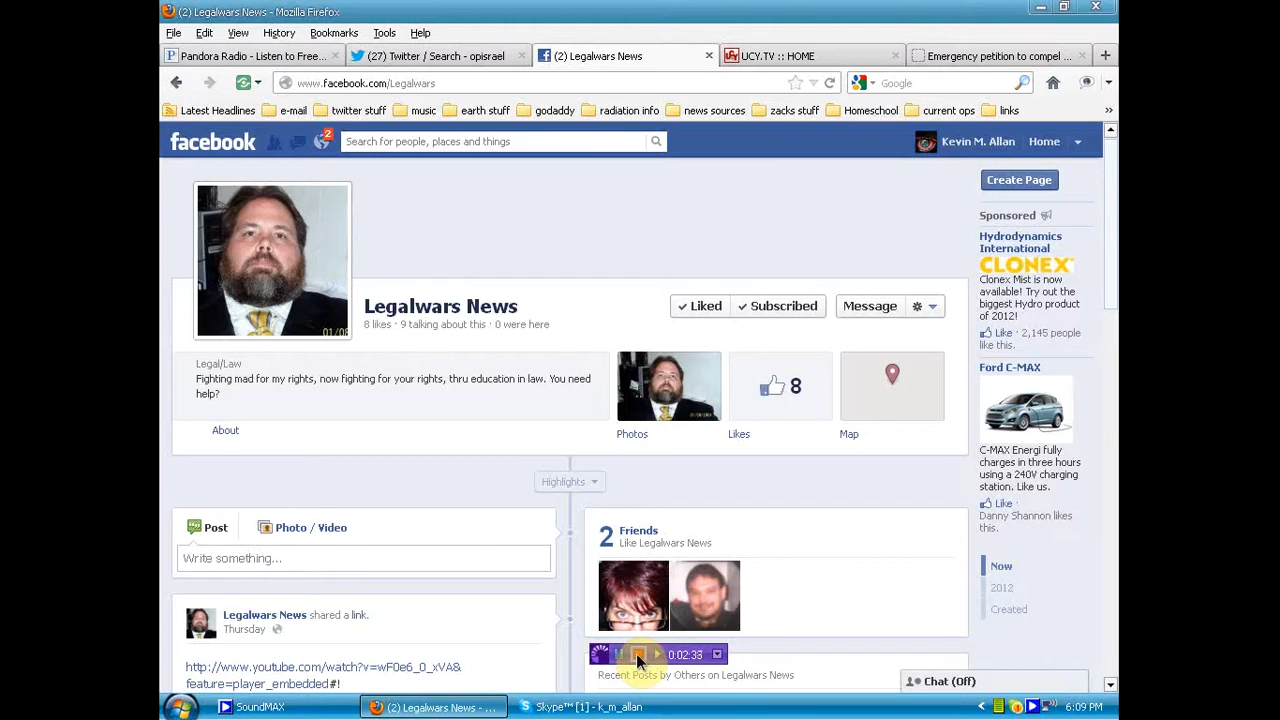 (2) Legalwars News - Mozilla Firefox
File Edit View History Bookmarks Tools Help
Pandora Radio - Listen to Free...
(27) Twitter / Search - opisrael
(2) Legalwars News
UCY.TV :: HOME
Emergency petition to compel ...
www.facebook.com/Legalwars
Google
Latest Headlines e-mail twitter stuff music earth stuff godaddy radiation info news sources zacks stuff Homeschool current ops links
facebook
2
Search for people, places and things
Kevin M. Allan Home
Create Page
Legalwars News
8 likes · 9 talking about this · 0 were here
Liked
Subscribed
Message
Legal/Law
Fighting mad for my rights, now fighting for your rights, thru education in law. You need
help?
About
8
Photos
Likes
Map
Highlights
Post
Photo / Video
Write something...
Legalwars News shared a link.
Thursday
http://www.youtube.com/watch?v=wF0e6_0_xVA&
feature=player_embedded#!
2
Friends
Like Legalwars News
Recent Posts by Others on Legalwars News
Sponsored
Hydrodynamics
International
CLONEX
Clonex Mist is now
available! Try out the
biggest Hydro product
of 2012!
Like · 2,145 people
like this.
Ford C-MAX
C-MAX Energi fully
charges in three hours
using a 240V charging
station. Like us.
Like ·
Danny Shannon likes
this.
Now
2012
Created
Chat (Off)
SoundMAX
(2) Legalwars News - ...
Skype™ [1] - k_m_allan
6:09 PM